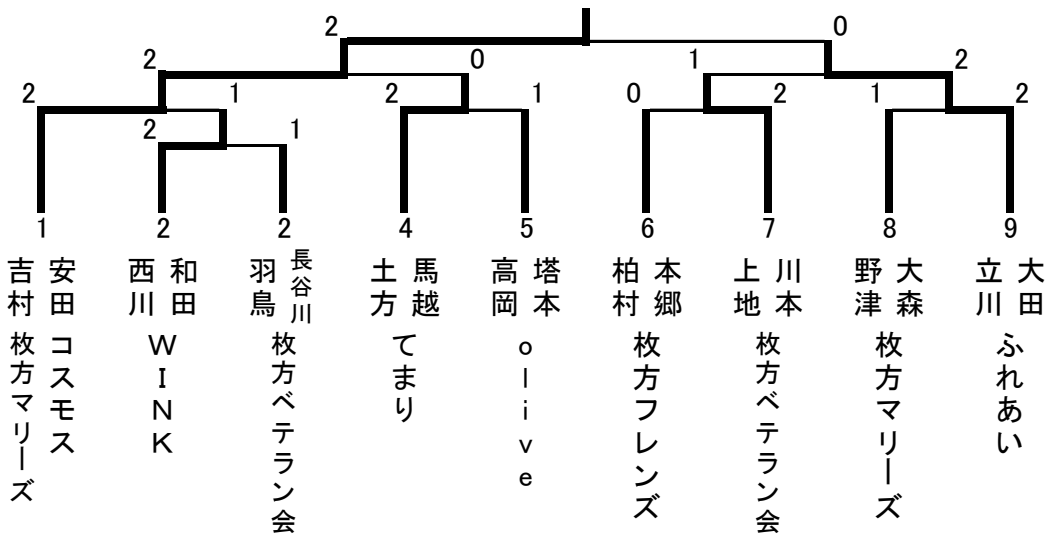 2 0
2 0 1 2
2 1 2 1 0 2 1 2
2 1
1 2 2 4 5 6 7 8 9
安田 吉村
和田 西川
長谷川 羽鳥
馬越 土方
塔本 高岡
本郷 柏村
川本 上地
大森 野津
大田 立川
コスモス
枚方マリーズ
WINK
枚方ベテラン会
てまり
olive
枚方フレンズ
枚方ベテラン会
枚方マリーズ
ふれあい